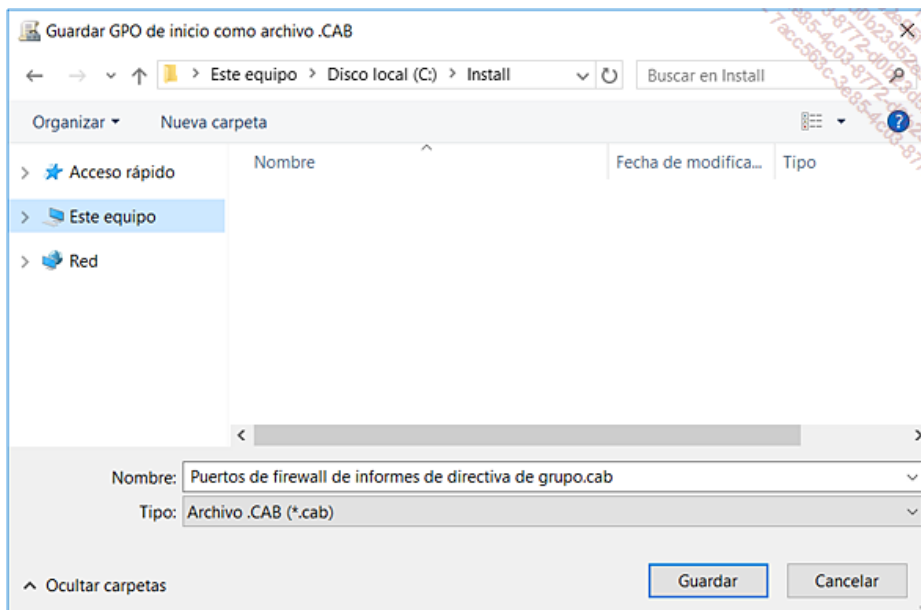 Guardar GPO de inicio como archivo .CAB
Este equipo > Disco local (C:) > Install
Buscar en Install
Organizar
Nueva carpeta
?
Nombre
Fecha de modifica...
Tipo
Acceso rápido
Este equipo
Red
Nombre: Puertos de firewall de informes de directiva de grupo.cab
Tipo: Archivo .CAB (*.cab)
Ocultar carpetas
Guardar
Cancelar